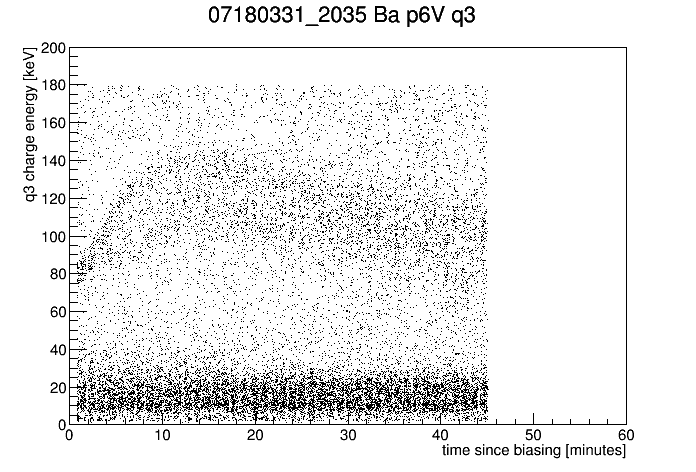 07180331_2035 Ba p6V q3
q3 charge energy [keV]
200
180
160
140
120
100
80
60
40
20
0
0 10 20 30 40 50 60
time since biasing [minutes]